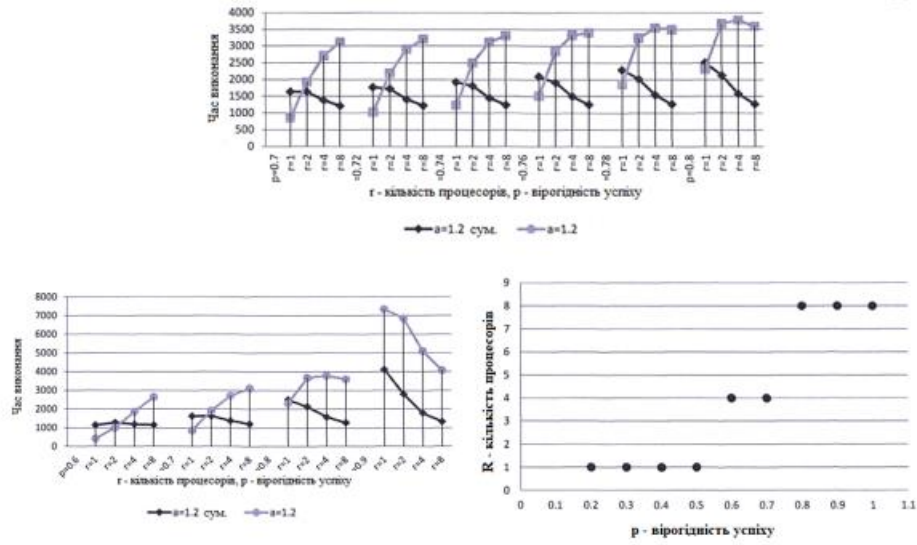 4000
3500
3000
2500
2000
1500
1000
500
0
Час виконання
p=0.7 r=1 r=2 r=4 r=8 =0.72 r=1 r=2 r=4 r=8 =0.74 r=1 r=2 r=4 r=8 =0.76 r=1 r=2 r=4 r=8 =0.78 r=1 r=2 r=4 r=8 p=0.8 r=1 r=2 r=4 r=8
r - кількість процесорів, p - вірогідність успіху
a=1.2 сум. a=1.2
8000
7000
6000
5000
4000
3000
2000
1000
0
Час виконання
p=0.6 r=1 r=2 r=4 r=8 =0.7 r=1 r=2 r=4 r=8 =0.8 r=1 r=2 r=4 r=8 =0.9 r=1 r=2 r=4 r=8
r - кількість процесорів, p - вірогідність успіху
a=1.2 сум. a=1.2
9
8
7
6
5
4
3
2
1
0
R - кількість процесорів
0 0.1 0.2 0.3 0.4 0.5 0.6 0.7 0.8 0.9 1 1.1
p - вірогідність успіху